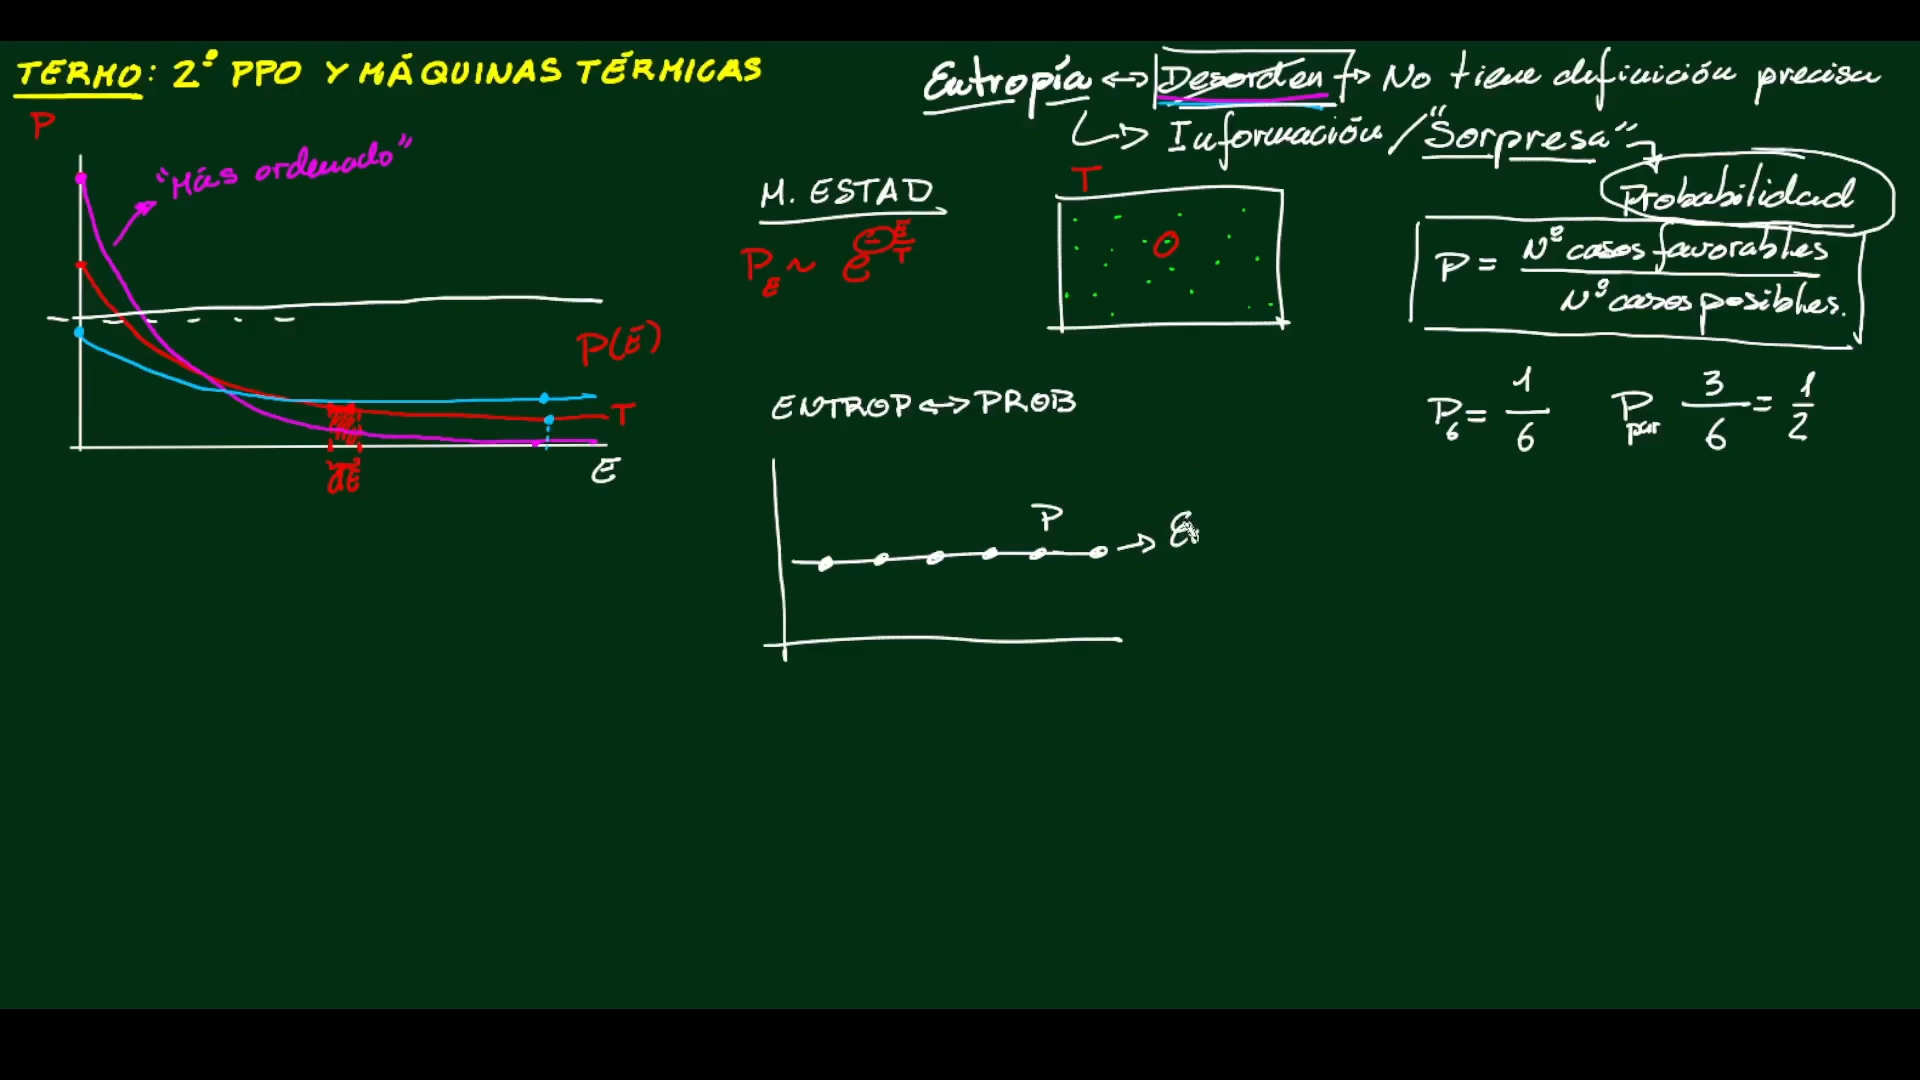 TERMO: 2º PPO Y MÁQUINAS TÉRMICAS
P
"Más ordenado"
P(E)
T
dE
E
Entropía ↔ Desorden → No tiene definición precisa
↳ Información / "Sorpresa"
Probabilidad
M. ESTAD
P_E ~ e^(-E/T)
T
P = Nº casos favorables / Nº casos posibles.
P_6 = 1/6
P_par 3/6 = 1/2
ENTROP ↔ PROB
P